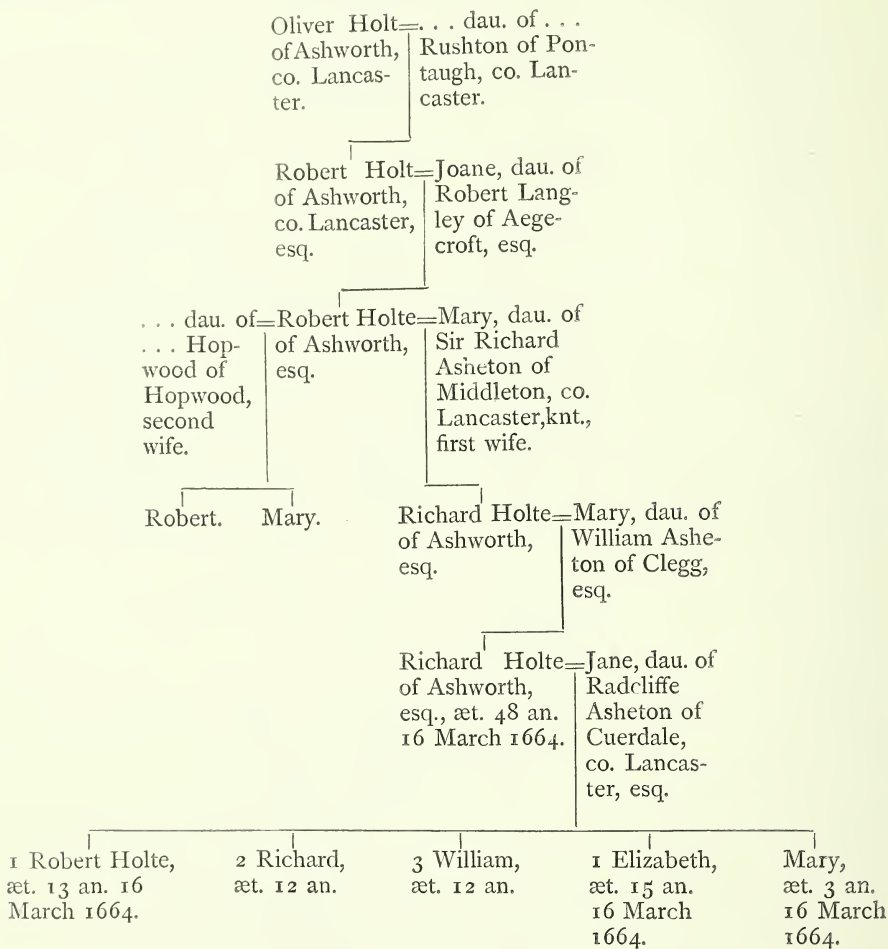 Oliver Holt=. . . dau. of . . .
of Ashworth,
co. Lancas-
ter.
Rushton of Pon-
taugh, co. Lan-
caster.
Robert Holt=Joane, dau. of
of Ashworth,
co. Lancaster,
esq.
Robert Lang-
ley of Aege-
croft, esq.
. . . dau. of=Robert Holte=Mary, dau. of
. . . Hop-
wood of
Hopwood,
second
wife.
of Ashworth,
esq.
Sir Richard
Asheton of
Middleton, co.
Lancaster,knt.,
first wife.
Robert. Mary.
Richard Holte=Mary, dau. of
of Ashworth,
esq.
William Ashe-
ton of Clegg,
esq.
Richard Holte=Jane, dau. of
of Ashworth,
esq., æt. 48 an.
16 March 1664.
Radcliffe
Asheton of
Cuerdale,
co. Lancas-
ter, esq.
1 Robert Holte,
æt. 13 an. 16
March 1664.
2 Richard,
æt. 12 an.
3 William,
æt. 12 an.
1 Elizabeth,
æt. 15 an.
16 March
1664.
Mary,
æt. 3 an.
16 March
1664.